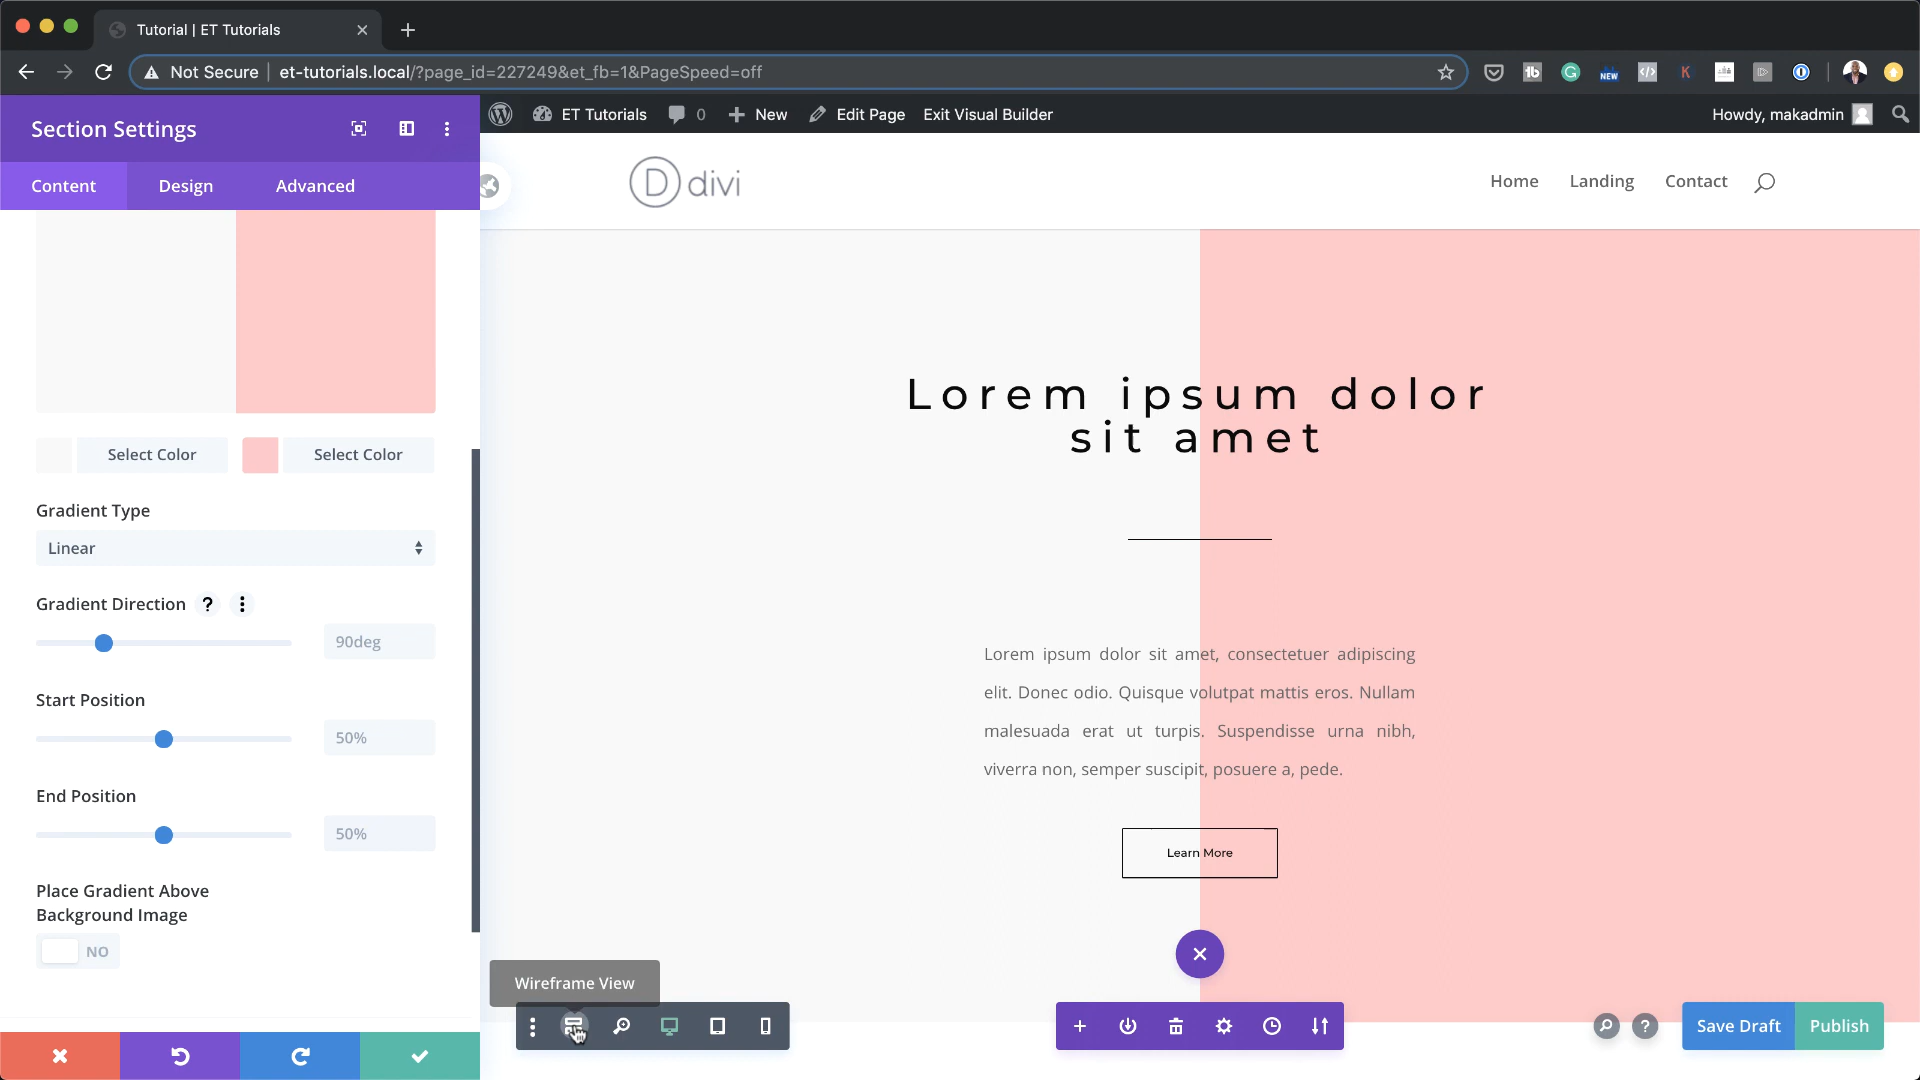 Tutorial | ET Tutorials
Not Secure
et-tutorials.local/?page_id=227249&et_fb=1&PageSpeed=off
NEW
K
Section Settings
ET Tutorials
0
New
Edit Page
Exit Visual Builder
Howdy, makadmin
Content
Design
Advanced
D divi
Home
Landing
Contact
Lorem ipsum dolor
sit amet
Select Color
Select Color
Gradient Type
Linear
Gradient Direction ?
90deg
Start Position
50%
End Position
50%
Place Gradient Above
Background Image
NO
Lorem ipsum dolor sit amet, consectetuer adipiscing
elit. Donec odio. Quisque volutpat mattis eros. Nullam
malesuada erat ut turpis. Suspendisse urna nibh,
viverra non, semper suscipit, posuere a, pede.
Learn More
Wireframe View
?
Save Draft
Publish